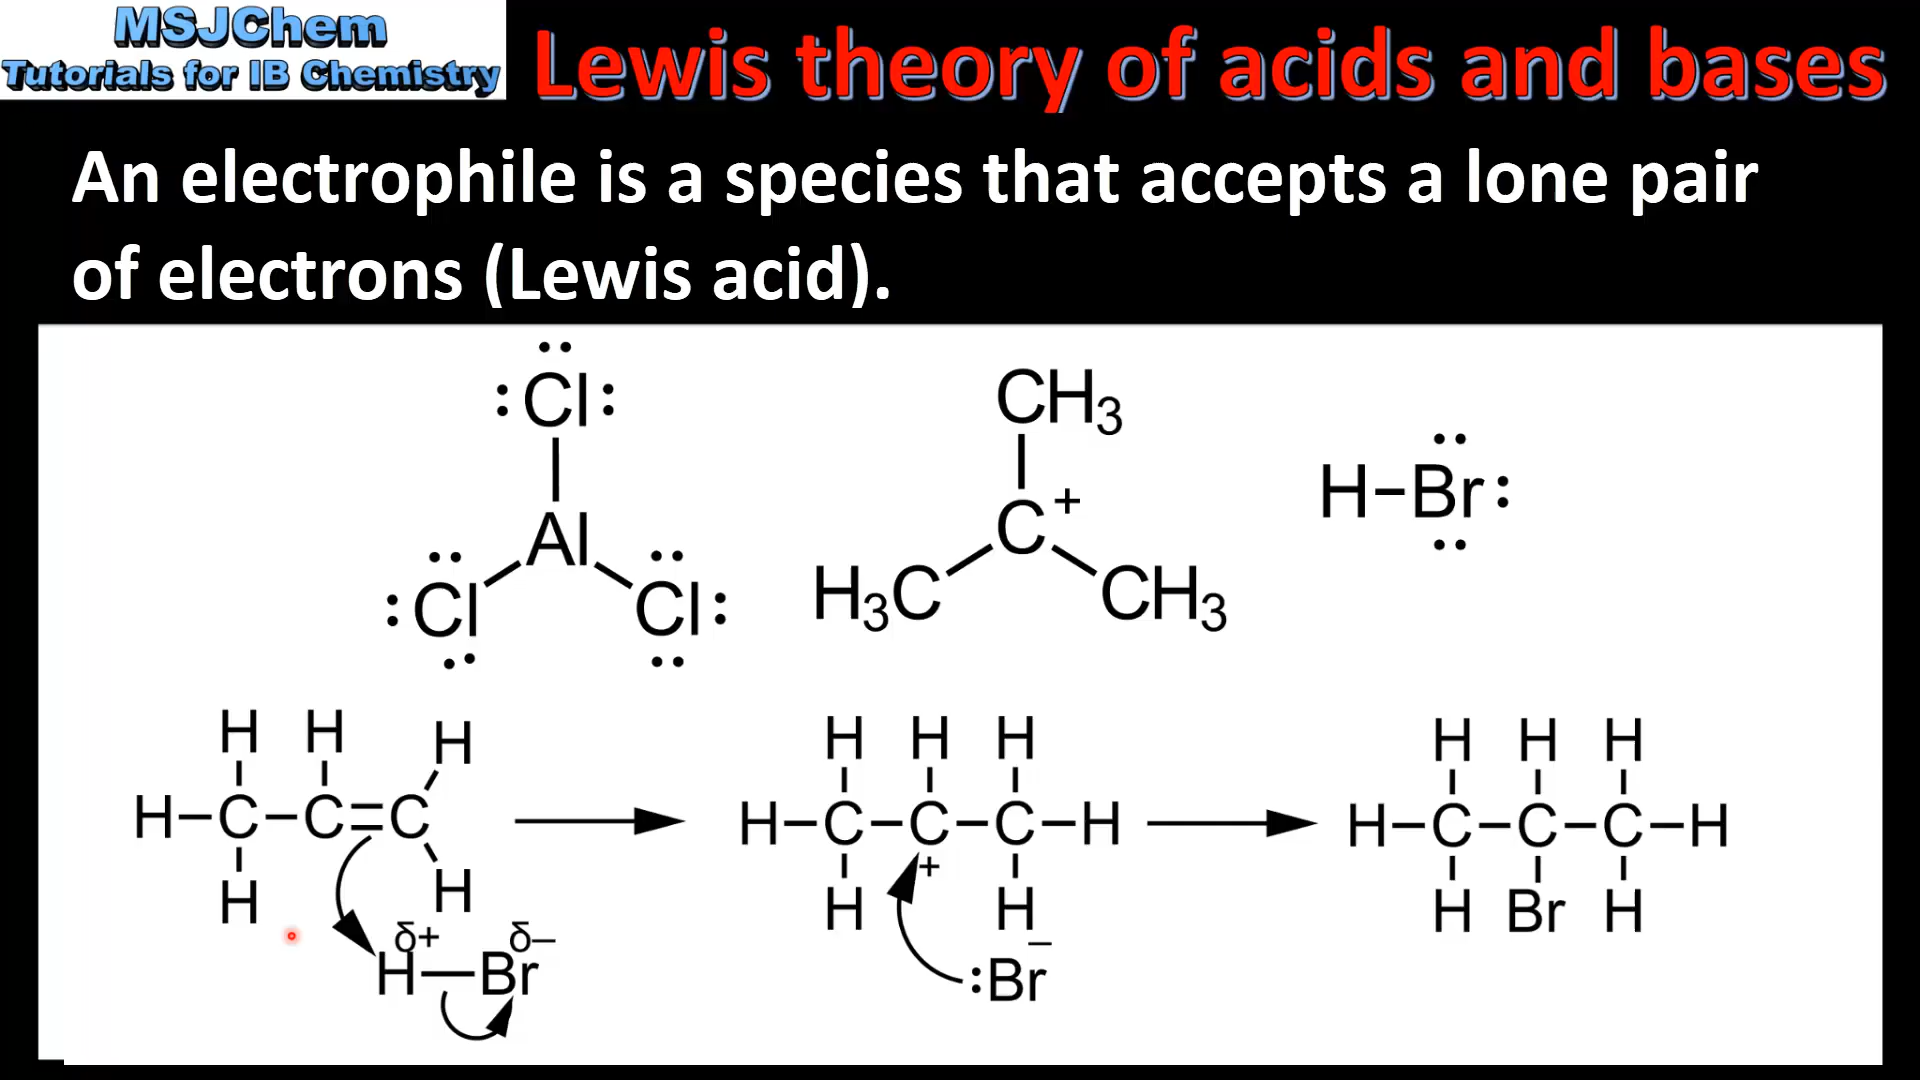 MSJChem
Tutorials for IB Chemistry
Lewis theory of acids and bases
An electrophile is a species that accepts a lone pair
of electrons (Lewis acid).
Cl
Al
Cl Cl
CH3
C+
H3C CH3
H–Br
H H H
H–C–C=C
H H
δ+ δ–
H—Br
H H H
H–C–C–C–H
+
H H
–
:Br
H H H
H–C–C–C–H
H Br H